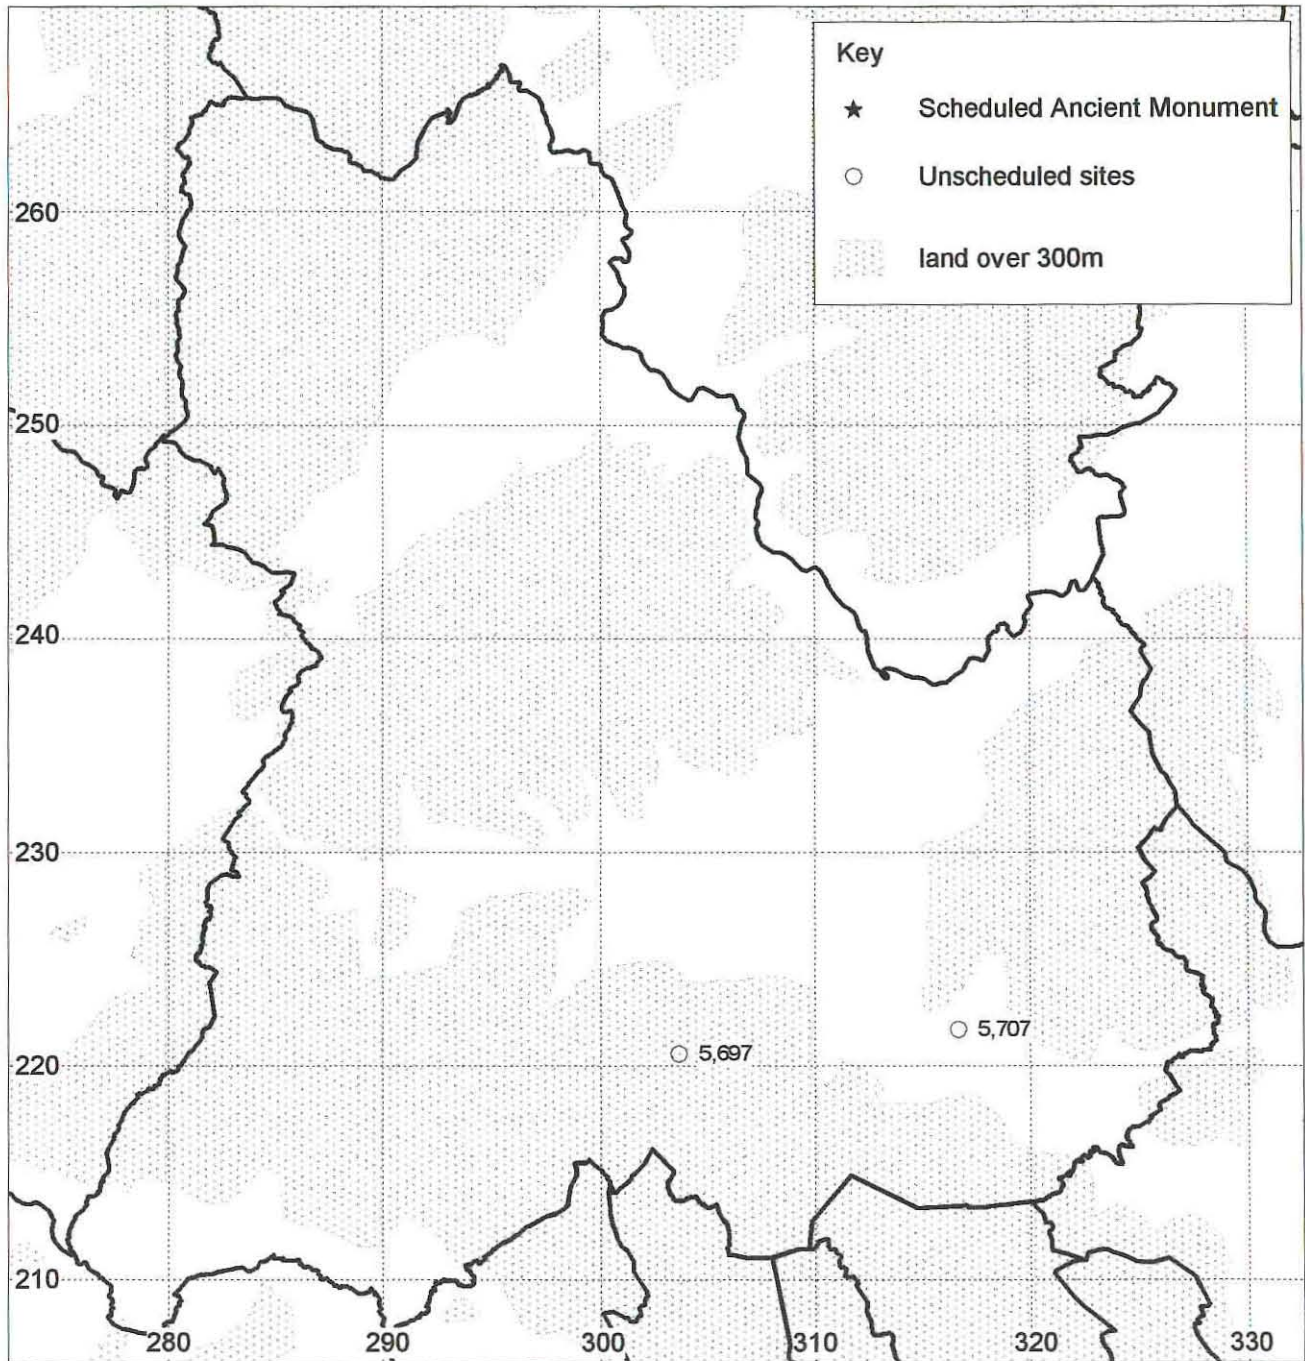 Key
★ Scheduled Ancient Monument
○ Unscheduled sites
land over 300m
260
250
240
230
○ 5,707
○ 5,697
220
210
280 290 300 310 320 330